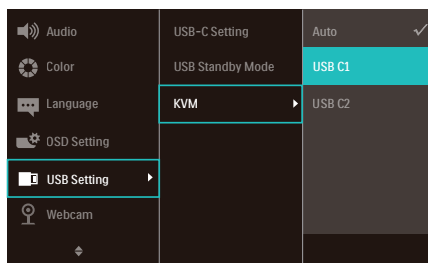 Audio
Color
Language
OSD Setting
USB Setting
Webcam
USB-C Setting
USB Standby Mode
KVM
Auto
USB C1
USB C2